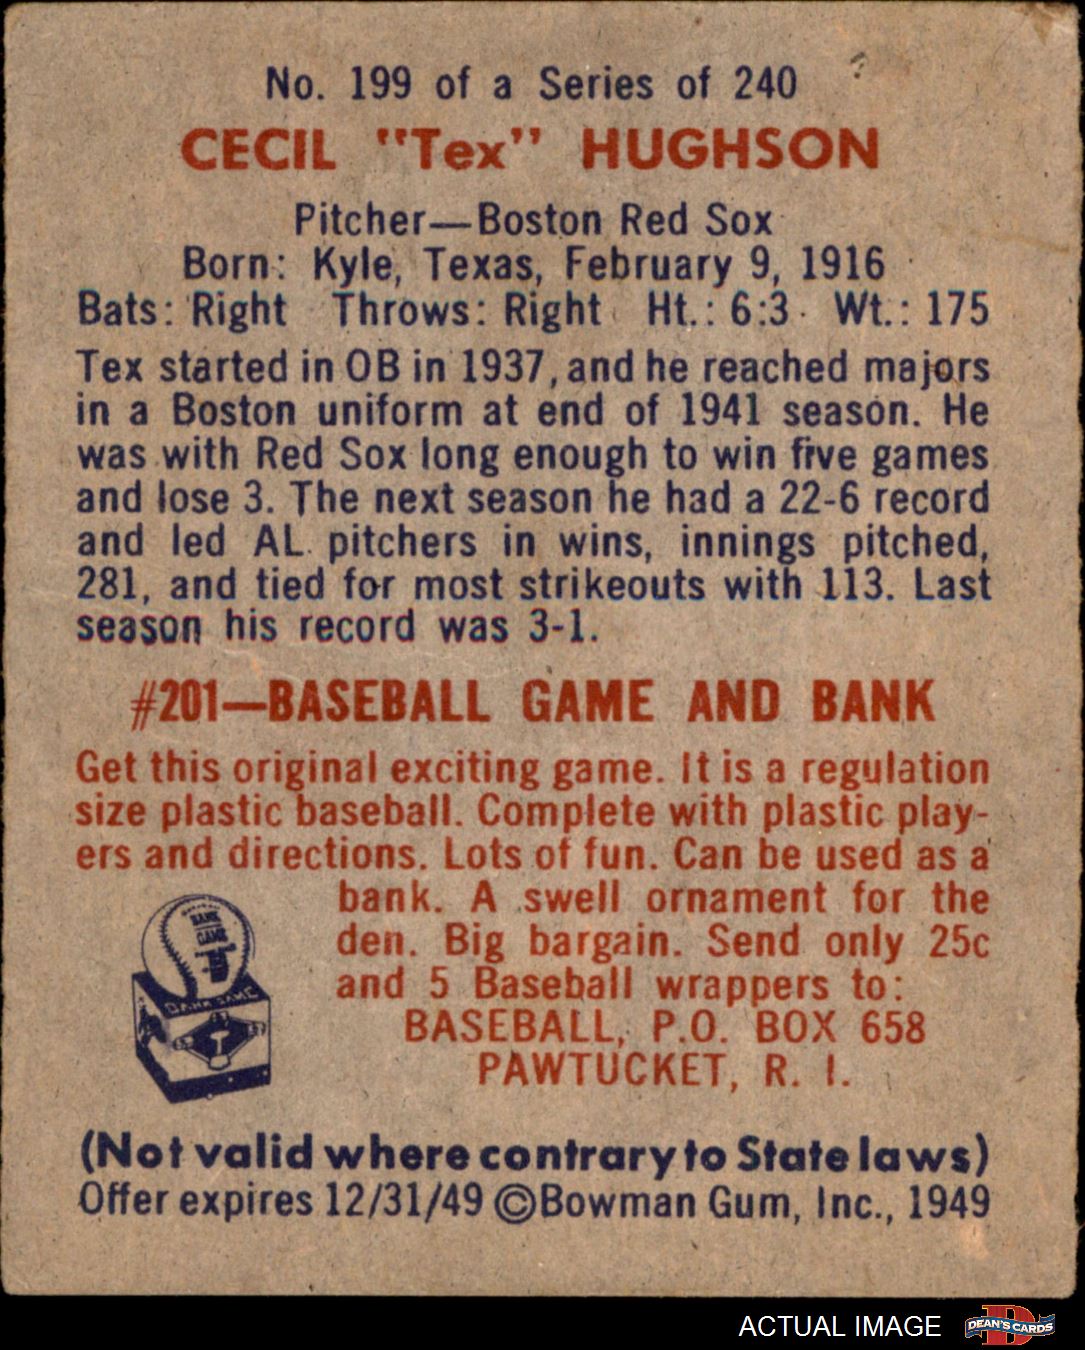 No. 199 of a Series of 240
CECIL "Tex" HUGHSON
Pitcher—Boston Red Sox
Born: Kyle, Texas, February 9, 1916
Bats: Right Throws: Right Ht.: 6:3 Wt.: 175
Tex started in OB in 1937, and he reached majors
in a Boston uniform at end of 1941 season. He
was with Red Sox long enough to win five games
and lose 3. The next season he had a 22-6 record
and led AL pitchers in wins, innings pitched,
281, and tied for most strikeouts with 113. Last
season his record was 3-1.
#201—BASEBALL GAME AND BANK
Get this original exciting game. It is a regulation
size plastic baseball. Complete with plastic play-
ers and directions. Lots of fun. Can be used as a
bank. A swell ornament for the
den. Big bargain. Send only 25c
and 5 Baseball wrappers to:
BASEBALL, P.O. BOX 658
PAWTUCKET, R. I.
BANK
GAME
BANK GAME
(Not valid where contrary to State laws)
Offer expires 12/31/49 ©Bowman Gum, Inc., 1949
ACTUAL IMAGE
DEAN'S CARDS